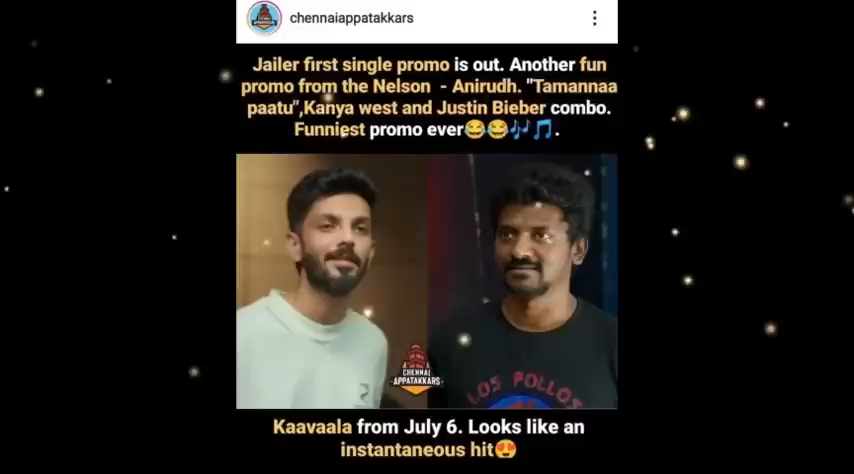 chennaiappatakkars
Jailer first single promo is out. Another fun
promo from the Nelson - Anirudh. "Tamannaa
paatu",Kanya west and Justin Bieber combo.
Funniest promo ever😂😂🎶🎵.
CHENNAI
APPATAKKARS
LOS POLLOS
Kaavaala from July 6. Looks like an
instantaneous hit😍